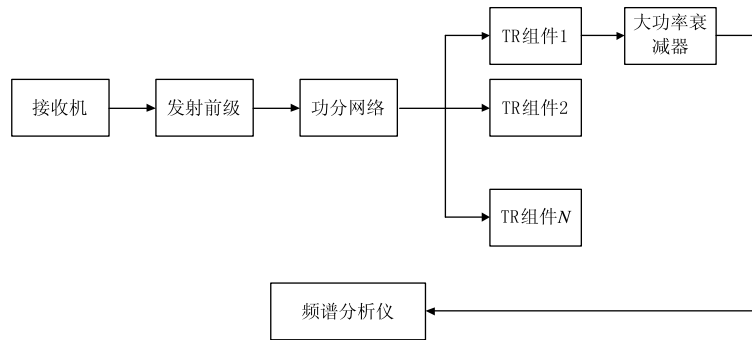 TR组件1
大功率衰
减器
接收机
发射前级
功分网络
TR组件2
TR组件N
频谱分析仪